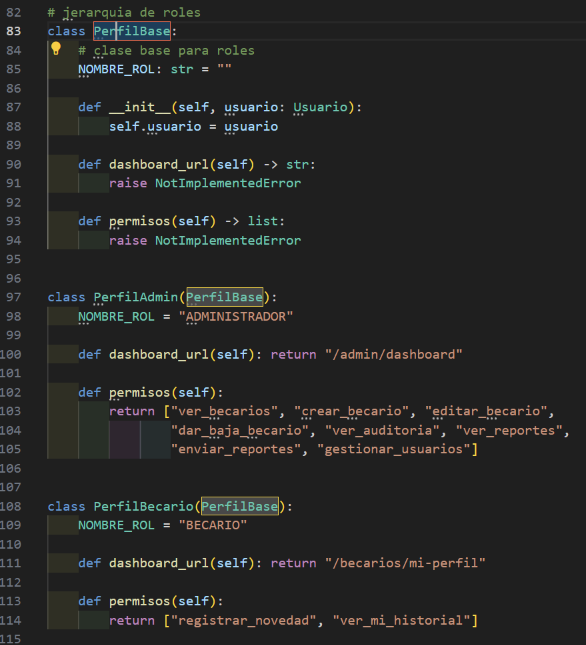 82 # jerarquia de roles
83 class PerfilBase:
84     # clase base para roles
85     NOMBRE_ROL: str = ""
86
87     def __init__(self, usuario: Usuario):
88         self.usuario = usuario
89
90     def dashboard_url(self) -> str:
91         raise NotImplementedError
92
93     def permisos(self) -> list:
94         raise NotImplementedError
95
96
97 class PerfilAdmin(PerfilBase):
98     NOMBRE_ROL = "ADMINISTRADOR"
99
100     def dashboard_url(self): return "/admin/dashboard"
101
102     def permisos(self):
103         return ["ver_becarios", "crear_becario", "editar_becario",
104                 "dar_baja_becario", "ver_auditoria", "ver_reportes",
105                 "enviar_reportes", "gestionar_usuarios"]
106
107
108 class PerfilBecario(PerfilBase):
109     NOMBRE_ROL = "BECARIO"
110
111     def dashboard_url(self): return "/becarios/mi-perfil"
112
113     def permisos(self):
114         return ["registrar_novedad", "ver_mi_historial"]
115